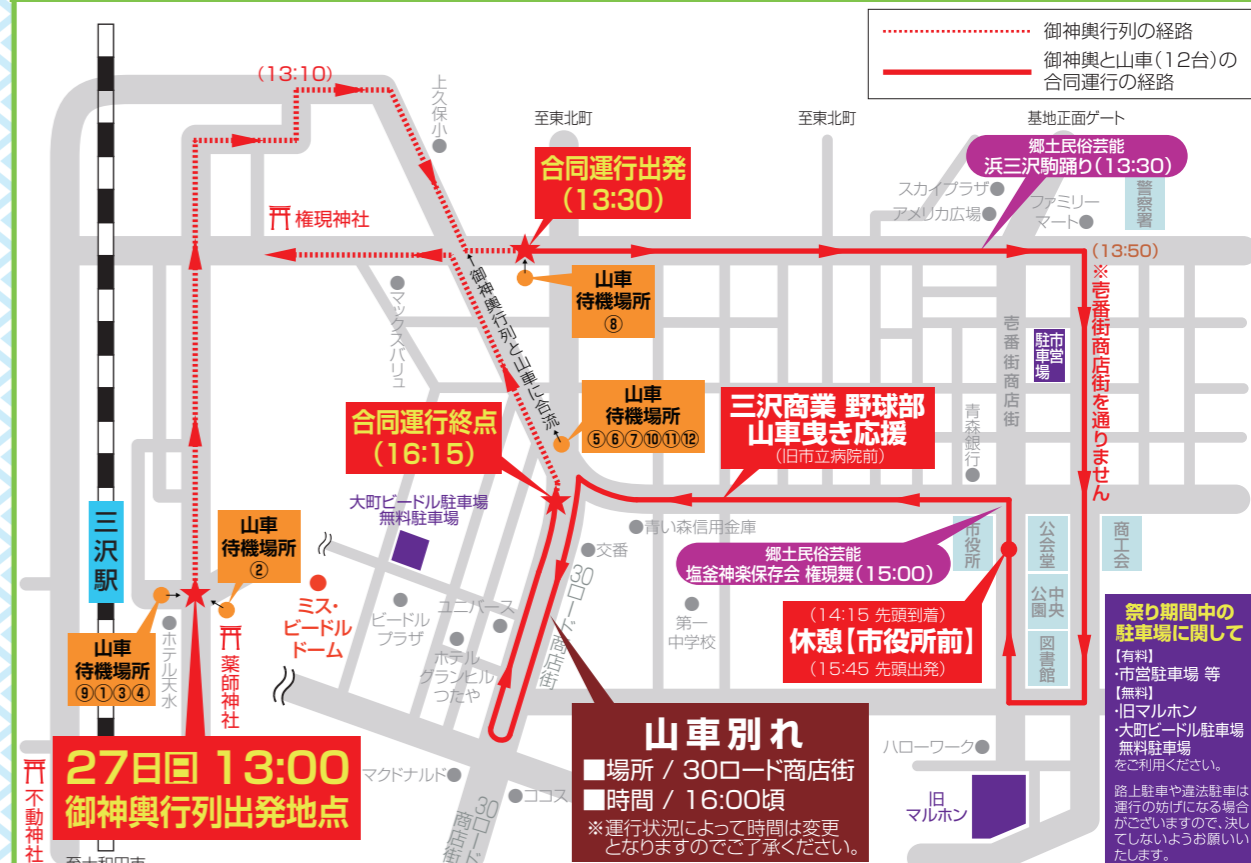 御神輿行列の経路
御神輿と山車(12台)の
合同運行の経路
(13:10)
上久保小
至東北町
至東北町
基地正面ゲート
郷土民俗芸能
浜三沢駒踊り(13:30)
合同運行出発
(13:30)
スカイプラザ
アメリカ広場
ファミリー
マート
警察署
権現神社
(13:50)
※壱番街商店街を通りません
山車
待機場所
⑧
御神輿行列と山車に合流
マックスバリュ
壱番街商店街
市営
駐車場
山車
待機場所
⑤⑥⑦⑩⑪⑫
三沢商業 野球部
山車曳き応援
(旧市立病院前)
青森銀行
合同運行終点
(16:15)
大町ビードル駐車場
無料駐車場
三沢駅
山車
待機場所
②
青い森信用金庫
交番
郷土民俗芸能
塩釜神楽保存会 権現舞(15:00)
市役所
公会堂
商工会
中央
公園
図書館
ミス・
ビードル
ドーム
ビードル
プラザ
ユニバース
ホテル
グランヒル
つたや
30ロード商店街
第一
中学校
(14:15 先頭到着)
休憩【市役所前】
(15:45 先頭出発)
山車
待機場所
⑨①③④
ホテル天水
薬師神社
祭り期間中の
駐車場に関して
【有料】
・市営駐車場 等
【無料】
・旧マルホン
・大町ビードル駐車場
無料駐車場
をご利用ください。
路上駐車や違法駐車は
運行の妨げになる場合
がございますので、決し
てしないようお願いい
たします。
27日㊐ 13:00
御神輿行列出発地点
不動神社
マクドナルド
ココス
30ロード
商店街
山車別れ
■場所 / 30ロード商店街
■時間 / 16:00頃
※運行状況によって時間は変更
となりますのでご了承ください。
ハローワーク
旧
マルホン
至十和田市